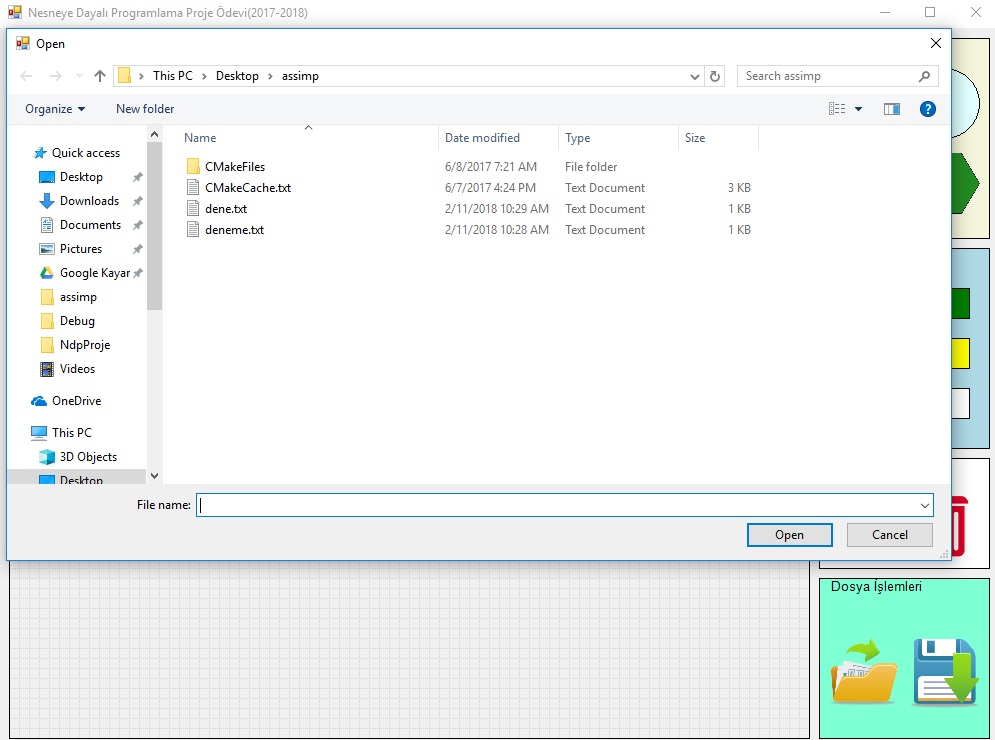 Nesneye Dayalı Programlama Proje Ödevi(2017-2018)
Open
This PC > Desktop > assimp
Search assimp
Organize
New folder
Name Date modified Type Size
CMakeFiles 6/8/2017 7:21 AM File folder
CMakeCache.txt 6/7/2017 4:24 PM Text Document 3 KB
dene.txt 2/11/2018 10:29 AM Text Document 1 KB
deneme.txt 2/11/2018 10:28 AM Text Document 1 KB
Quick access
Desktop
Downloads
Documents
Pictures
Google Kayar
assimp
Debug
NdpProje
Videos
OneDrive
This PC
3D Objects
Desktop
File name:
Open
Cancel
Dosya İşlemleri